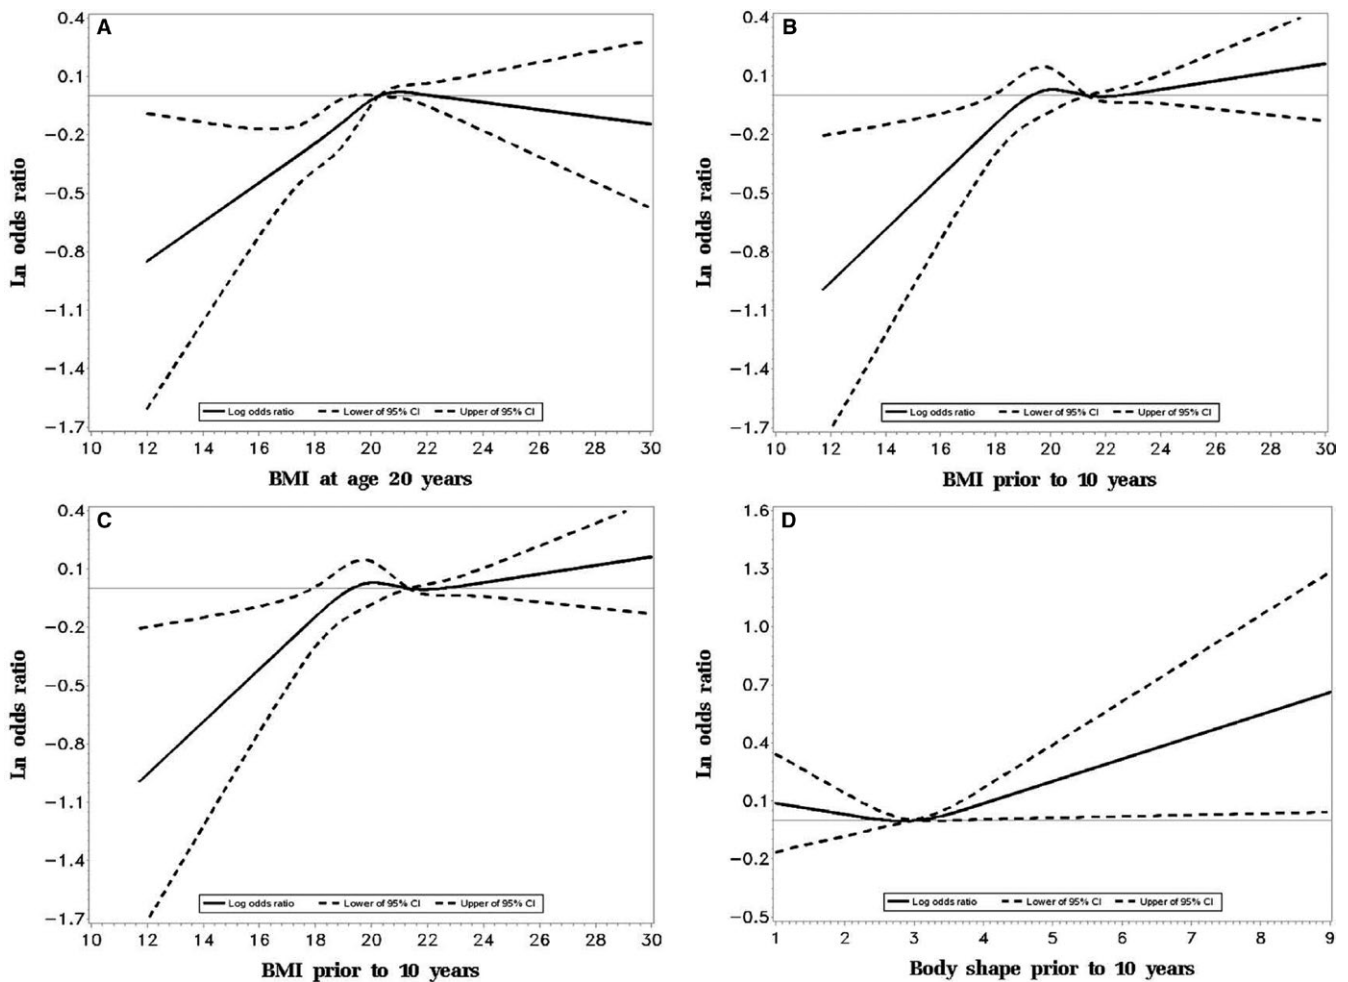 A
Ln odds ratio
0.4
0.1
−0.2
−0.5
−0.8
−1.1
−1.4
−1.7
Log odds ratio Lower of 95% CI Upper of 95% CI
10 12 14 16 18 20 22 24 26 28 30
BMI at age 20 years
B
Ln odds ratio
0.4
0.1
−0.2
−0.5
−0.8
−1.1
−1.4
−1.7
Log odds ratio Lower of 95% CI Upper of 95% CI
10 12 14 16 18 20 22 24 26 28 30
BMI prior to 10 years
C
Ln odds ratio
0.4
0.1
−0.2
−0.5
−0.8
−1.1
−1.4
−1.7
Log odds ratio Lower of 95% CI Upper of 95% CI
10 12 14 16 18 20 22 24 26 28 30
BMI prior to 10 years
D
Ln odds ratio
1.6
1.3
1.0
0.7
0.4
0.1
−0.2
−0.5
Log odds ratio Lower of 95% CI Upper of 95% CI
1 2 3 4 5 6 7 8 9
Body shape prior to 10 years